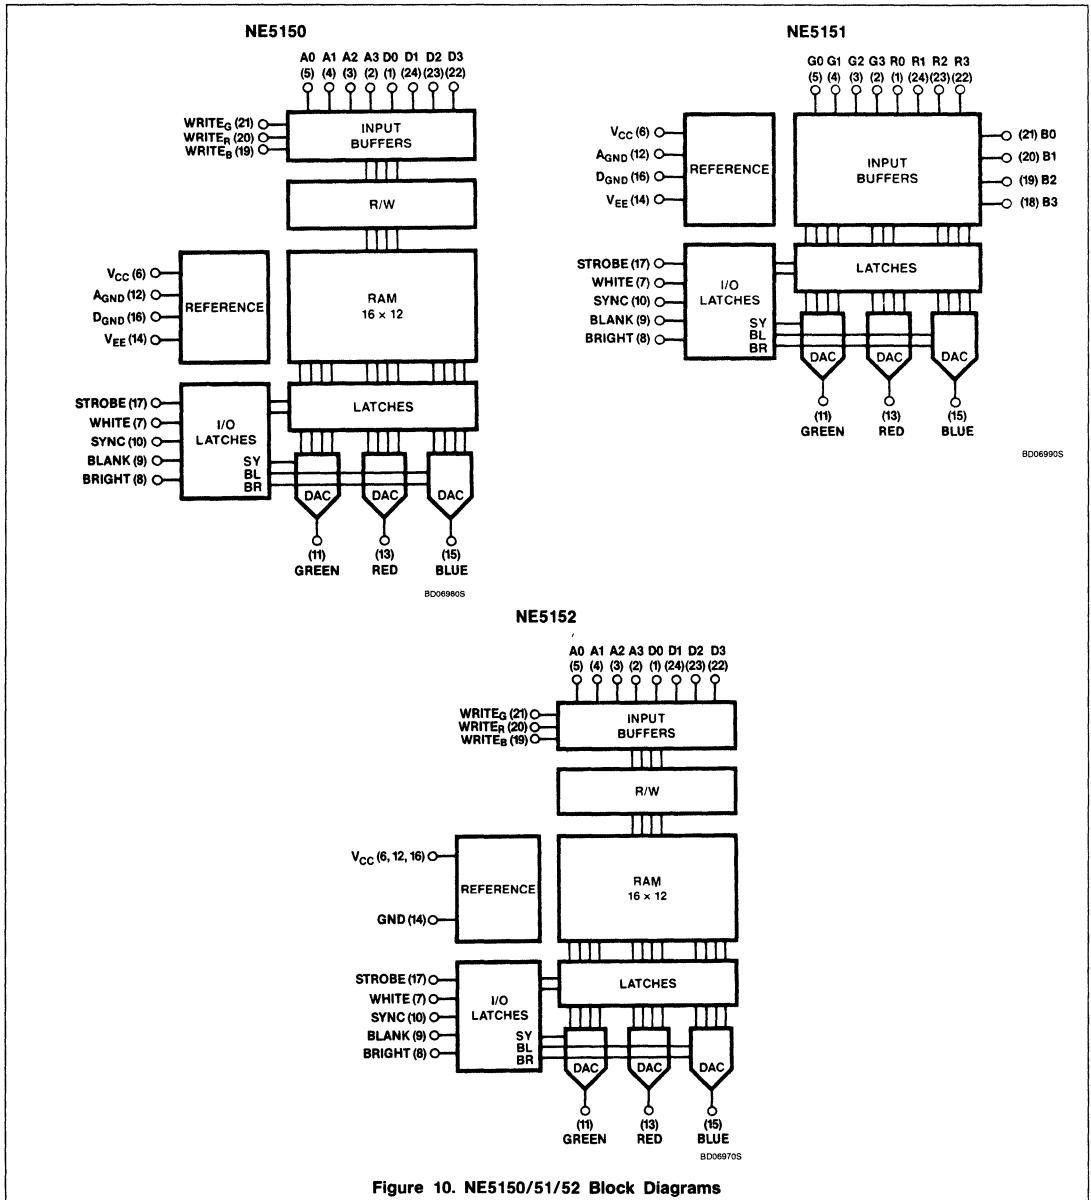 NE5150
A0 A1 A2 A3 D0 D1 D2 D3
(5) (4) (3) (2) (1) (24) (23) (22)
WRITEG (21)
WRITER (20)
WRITEB (19)
INPUT
BUFFERS
R/W
VCC (6)
AGND (12)
DGND (16)
VEE (14)
REFERENCE
RAM
16 × 12
STROBE (17)
WHITE (7)
SYNC (10)
BLANK (9)
BRIGHT (8)
I/O
LATCHES
SY
BL
BR
LATCHES
DAC DAC DAC
(11) (13) (15)
GREEN RED BLUE
BD06980S
NE5151
G0 G1 G2 G3 R0 R1 R2 R3
(5) (4) (3) (2) (1) (24) (23) (22)
VCC (6)
AGND (12)
DGND (16)
VEE (14)
REFERENCE
INPUT
BUFFERS
(21) B0
(20) B1
(19) B2
(18) B3
STROBE (17)
WHITE (7)
SYNC (10)
BLANK (9)
BRIGHT (8)
I/O
LATCHES
SY
BL
BR
LATCHES
DAC DAC DAC
(11) (13) (15)
GREEN RED BLUE
BD06990S
NE5152
A0 A1 A2 A3 D0 D1 D2 D3
(5) (4) (3) (2) (1) (24) (23) (22)
WRITEG (21)
WRITER (20)
WRITEB (19)
INPUT
BUFFERS
R/W
VCC (6, 12, 16)
GND (14)
REFERENCE
RAM
16 × 12
STROBE (17)
WHITE (7)
SYNC (10)
BLANK (9)
BRIGHT (8)
I/O
LATCHES
SY
BL
BR
LATCHES
DAC DAC DAC
(11) (13) (15)
GREEN RED BLUE
BD06970S
Figure 10. NE5150/51/52 Block Diagrams